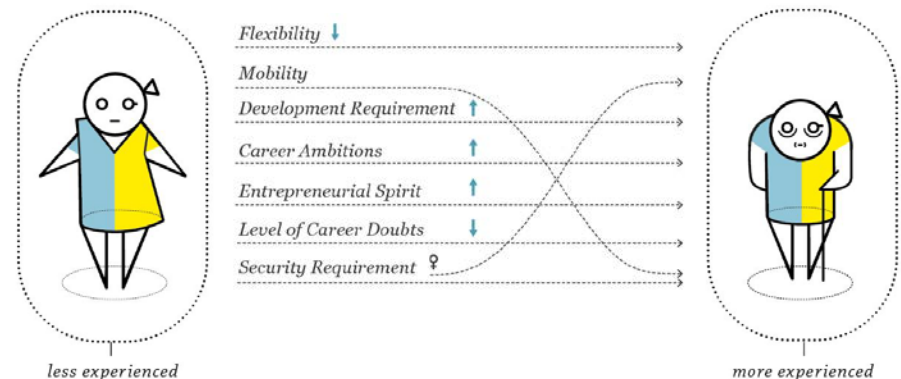 Flexibility ↓
Mobility
Development Requirement ↑
Career Ambitions ↑
Entrepreneurial Spirit ↑
Level of Career Doubts ↓
Security Requirement ♀
less experienced
more experienced